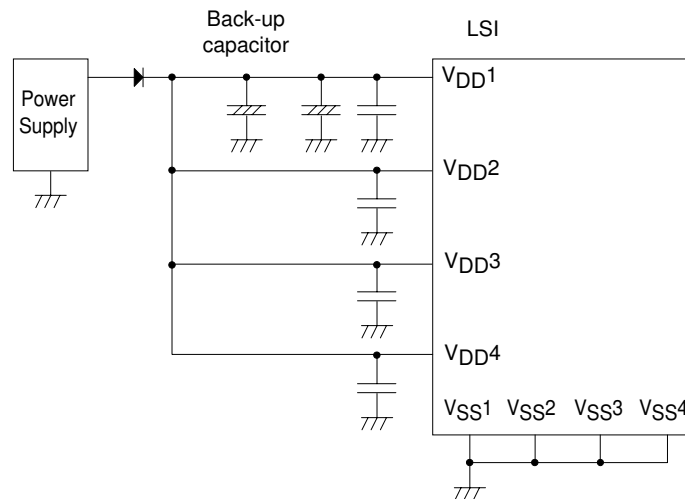 Back-up
capacitor
LSI
Power
Supply
VDD1
VDD2
VDD3
VDD4
VSS1 VSS2 VSS3 VSS4